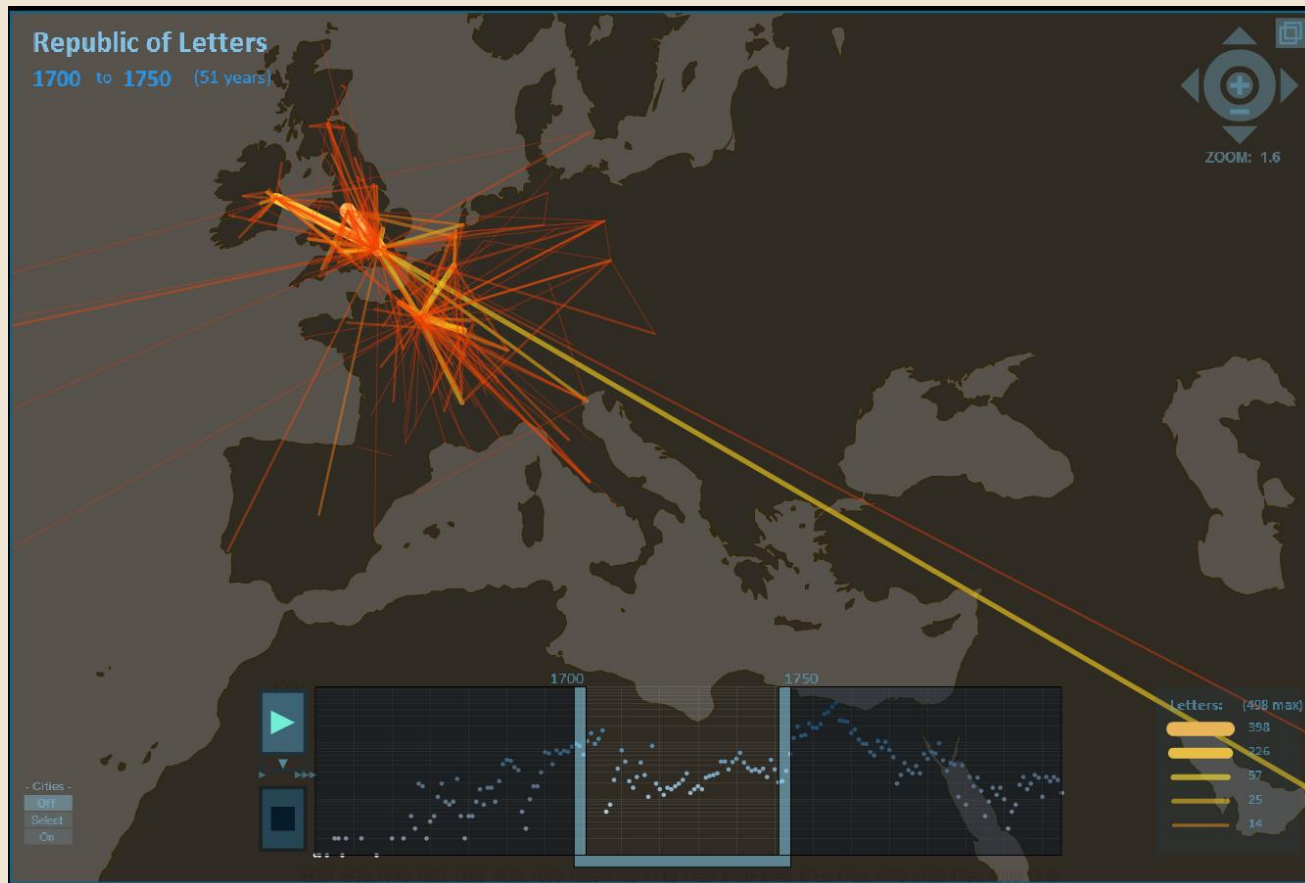 Republic of Letters
1700 to 1750 (51 years)
ZOOM: 1.6
1700 1750
Letters: (498 max)
398
226
57
25
14
- Cities -
Off
Select
On